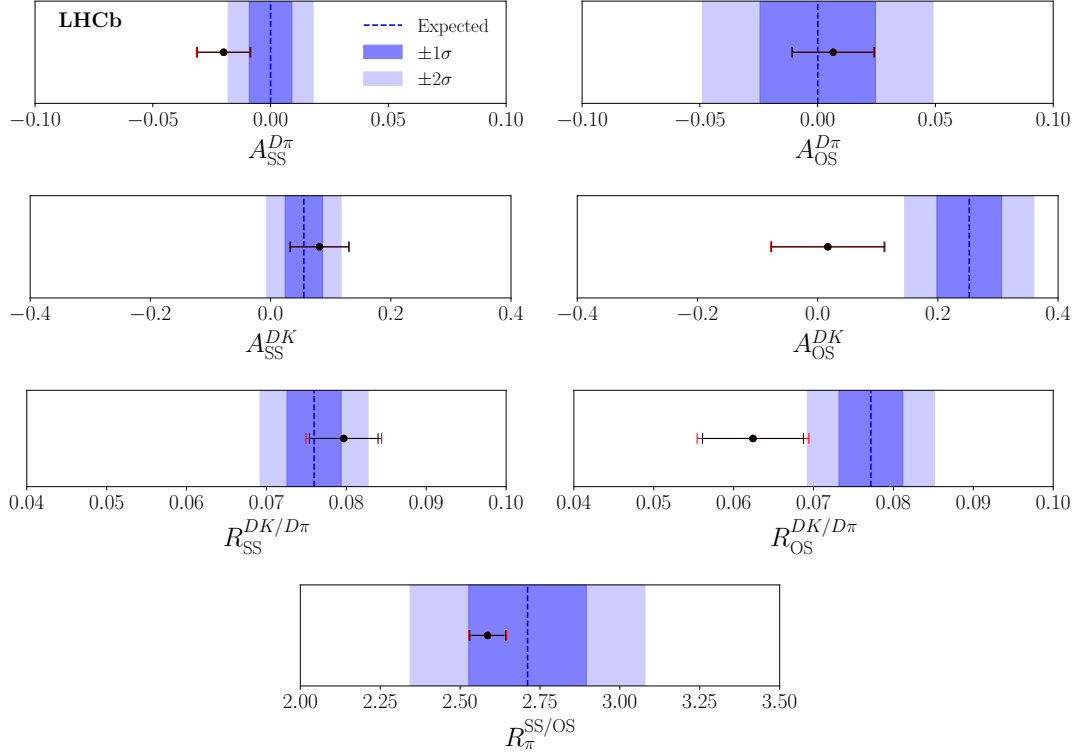 LHCb
Expected
±1σ
±2σ
−0.10 −0.05 0.00 0.05 0.10
A_SS^{Dπ}
−0.10 −0.05 0.00 0.05 0.10
A_OS^{Dπ}
−0.4 −0.2 0.0 0.2 0.4
A_SS^{DK}
−0.4 −0.2 0.0 0.2 0.4
A_OS^{DK}
0.04 0.05 0.06 0.07 0.08 0.09 0.10
R_SS^{DK/Dπ}
0.04 0.05 0.06 0.07 0.08 0.09 0.10
R_OS^{DK/Dπ}
2.00 2.25 2.50 2.75 3.00 3.25 3.50
R_π^{SS/OS}